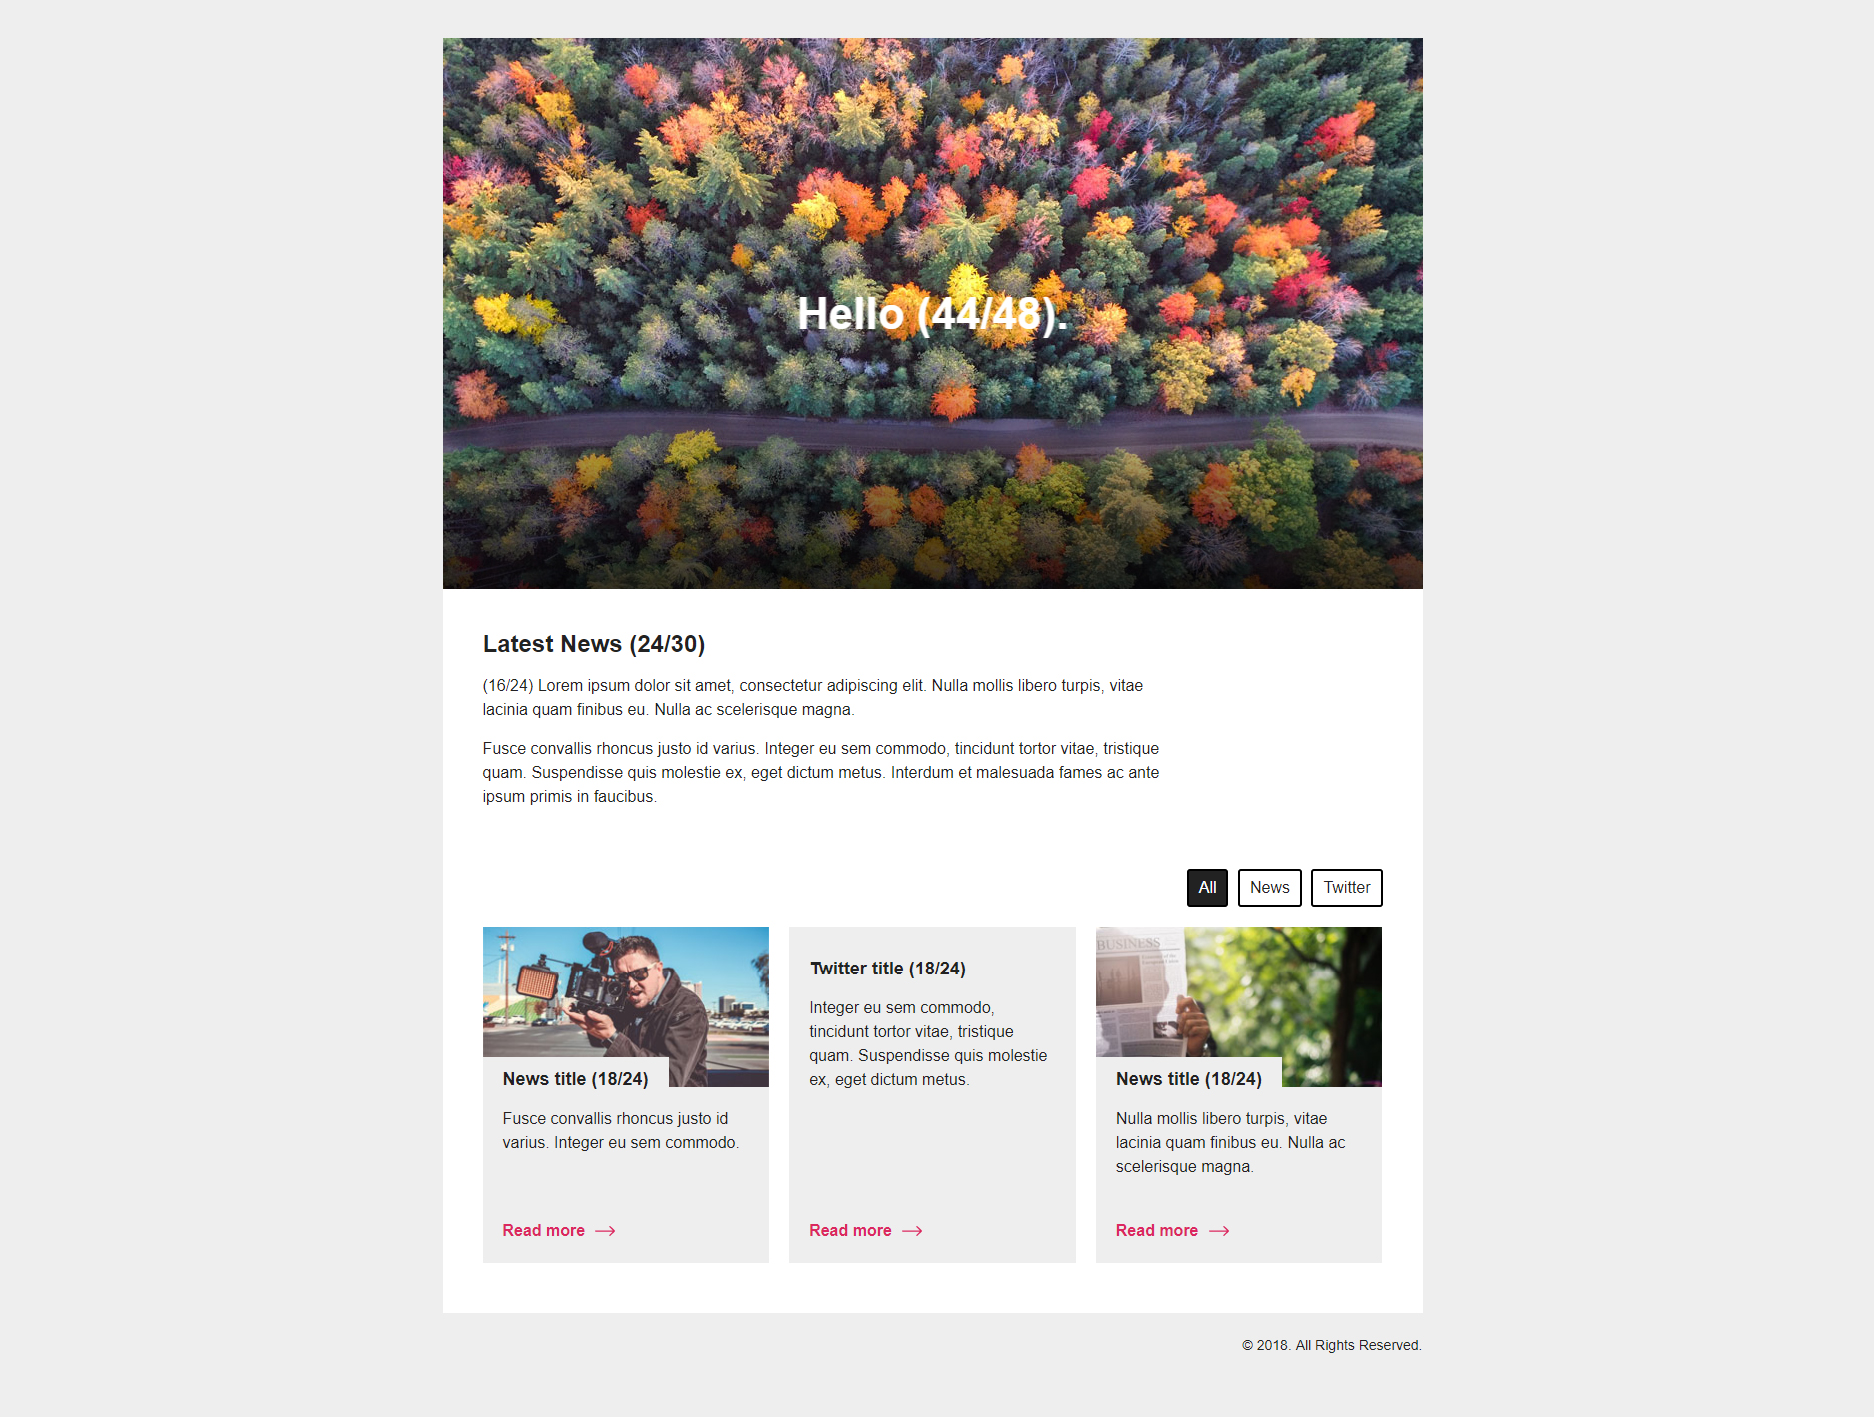 Hello (44/48).
Latest News (24/30)
(16/24) Lorem ipsum dolor sit amet, consectetur adipiscing elit. Nulla mollis libero turpis, vitae
lacinia quam finibus eu. Nulla ac scelerisque magna.
Fusce convallis rhoncus justo id varius. Integer eu sem commodo, tincidunt tortor vitae, tristique
quam. Suspendisse quis molestie ex, eget dictum metus. Interdum et malesuada fames ac ante
ipsum primis in faucibus.
All
News
Twitter
News title (18/24)
Fusce convallis rhoncus justo id
varius. Integer eu sem commodo.
Read more
Twitter title (18/24)
Integer eu sem commodo,
tincidunt tortor vitae, tristique
quam. Suspendisse quis molestie
ex, eget dictum metus.
Read more
BUSINESS
News title (18/24)
Nulla mollis libero turpis, vitae
lacinia quam finibus eu. Nulla ac
scelerisque magna.
Read more
© 2018. All Rights Reserved.